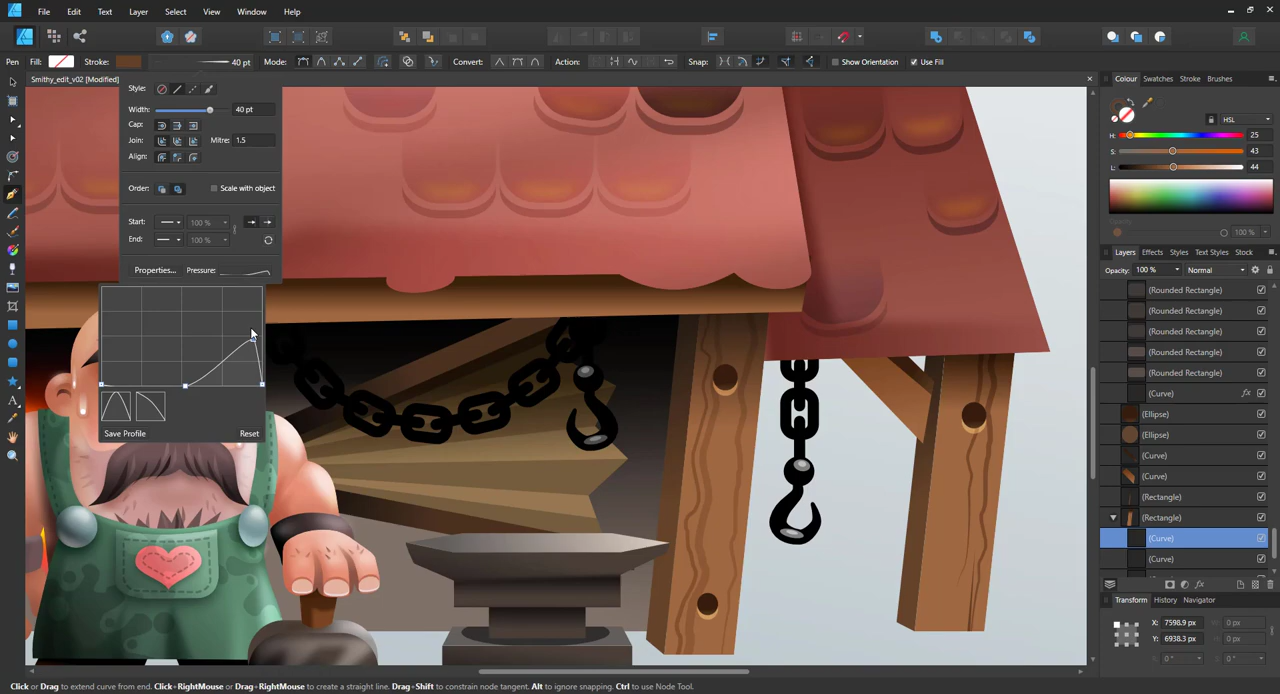 File Edit Text Layer Select View Window Help
Pen Fill: Stroke: 40 pt Mode: Convert: Action: Snap: Show Orientation Use Fill
Smithy_edit_v02 [Modified]
Style:
Width: 40 pt
Cap:
Join: Mitre: 1.5
Align:
Order: Scale with object
Start: 100 %
End: 100 %
Properties... Pressure:
Save Profile Reset
Colour Swatches Stroke Brushes
HSL
H: 25
S: 43
L: 44
Opacity
100 %
Layers Effects Styles Text Styles Stock
Opacity: 100 % Normal
(Rounded Rectangle)
(Rounded Rectangle)
(Rounded Rectangle)
(Rounded Rectangle)
(Rounded Rectangle)
(Curve) fx
(Ellipse)
(Ellipse)
(Curve)
(Curve)
(Rectangle)
(Rectangle)
(Curve)
(Curve)
fx
Transform History Navigator
X: 7598.9 px 0 px
Y: 6938.3 px 0 px
0 ° 0 °
Click or Drag to extend curve from end. Click+RightMouse or Drag+RightMouse to create a straight line. Drag+Shift to constrain node tangent. Alt to ignore snapping. Ctrl to use Node Tool.